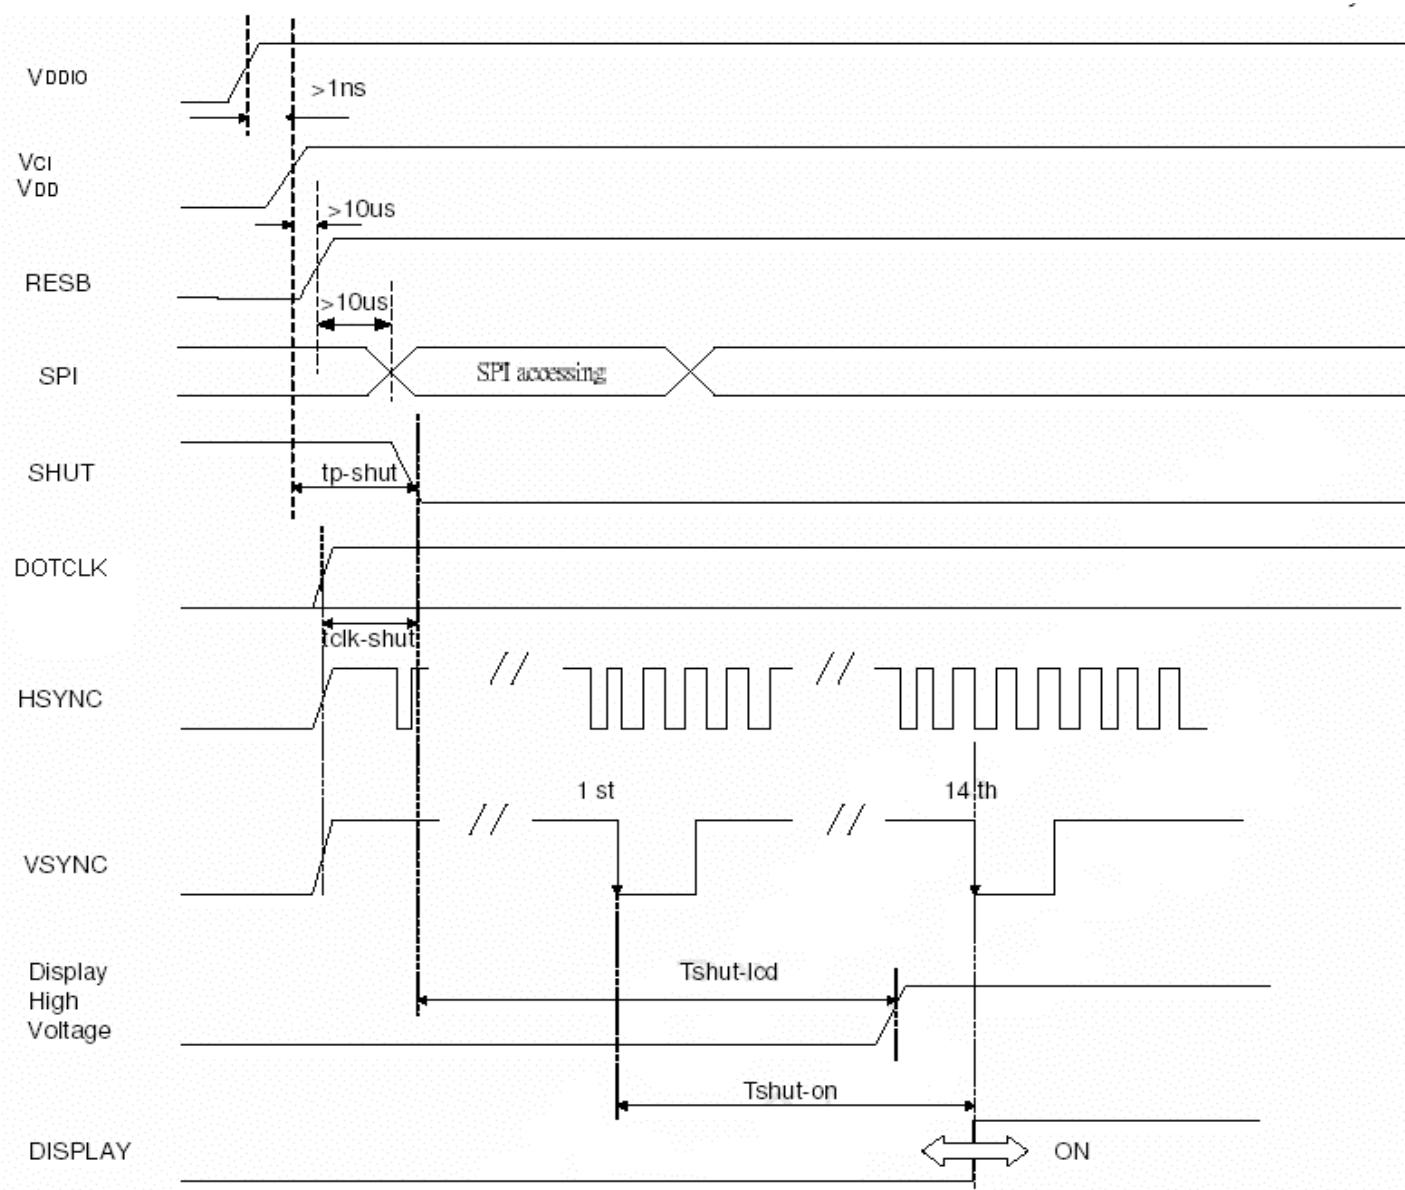 VDDIO
>1ns
VCI
VDD
>10us
RESB
>10us
SPI
SPI accessing
SHUT
tp-shut
DOTCLK
tclk-shut
HSYNC
1 st
14 th
VSYNC
Display
High
Voltage
Tshut-lcd
Tshut-on
DISPLAY
ON